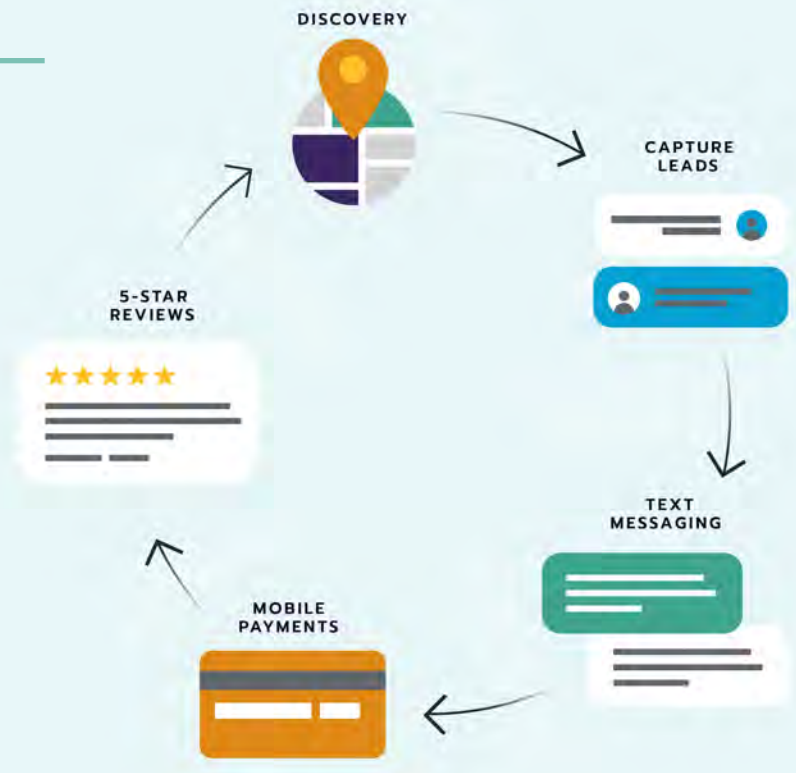 DISCOVERY
CAPTURE
LEADS
5-STAR
REVIEWS
TEXT
MESSAGING
MOBILE
PAYMENTS